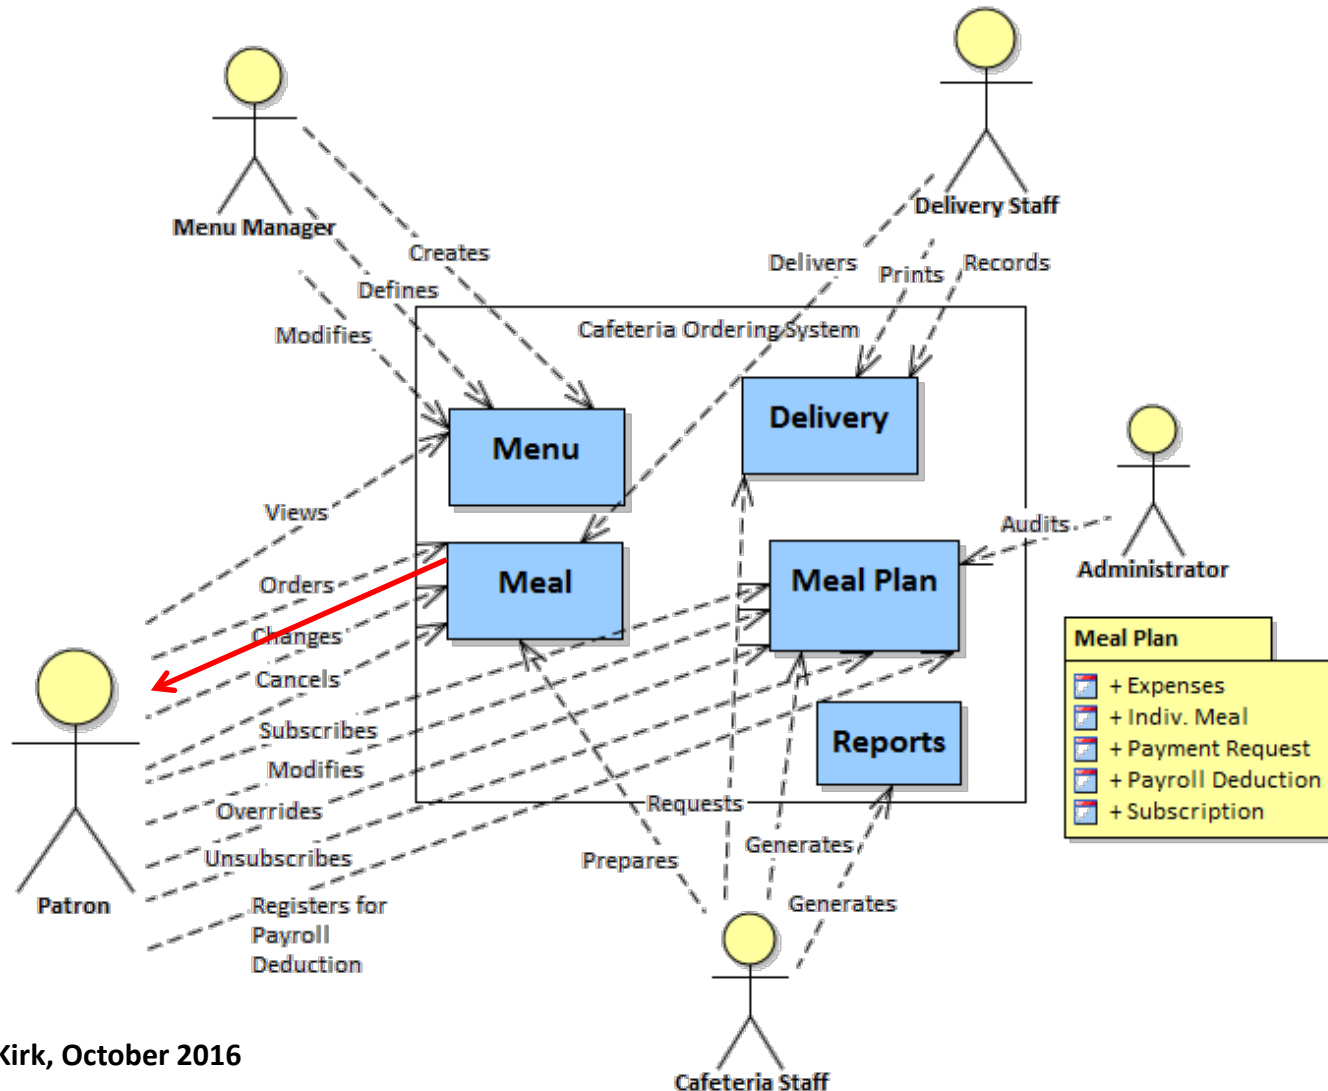 Menu Manager
Delivery Staff
Creates
Delivers
Records
Prints
Defines
Modifies
Cafeteria Ordering System
Delivery
Menu
Views
Audits
Administrator
Orders
Meal
Meal Plan
Changes
Cancels
Meal Plan
+ Expenses
+ Indiv. Meal
+ Payment Request
+ Payroll Deduction
+ Subscription
Subscribes
Reports
Modifies
Overrides
Requests
Generates
Unsubscribes
Prepares
Patron
Registers for
Payroll
Deduction
Generates
Kirk, October 2016
Cafeteria Staff